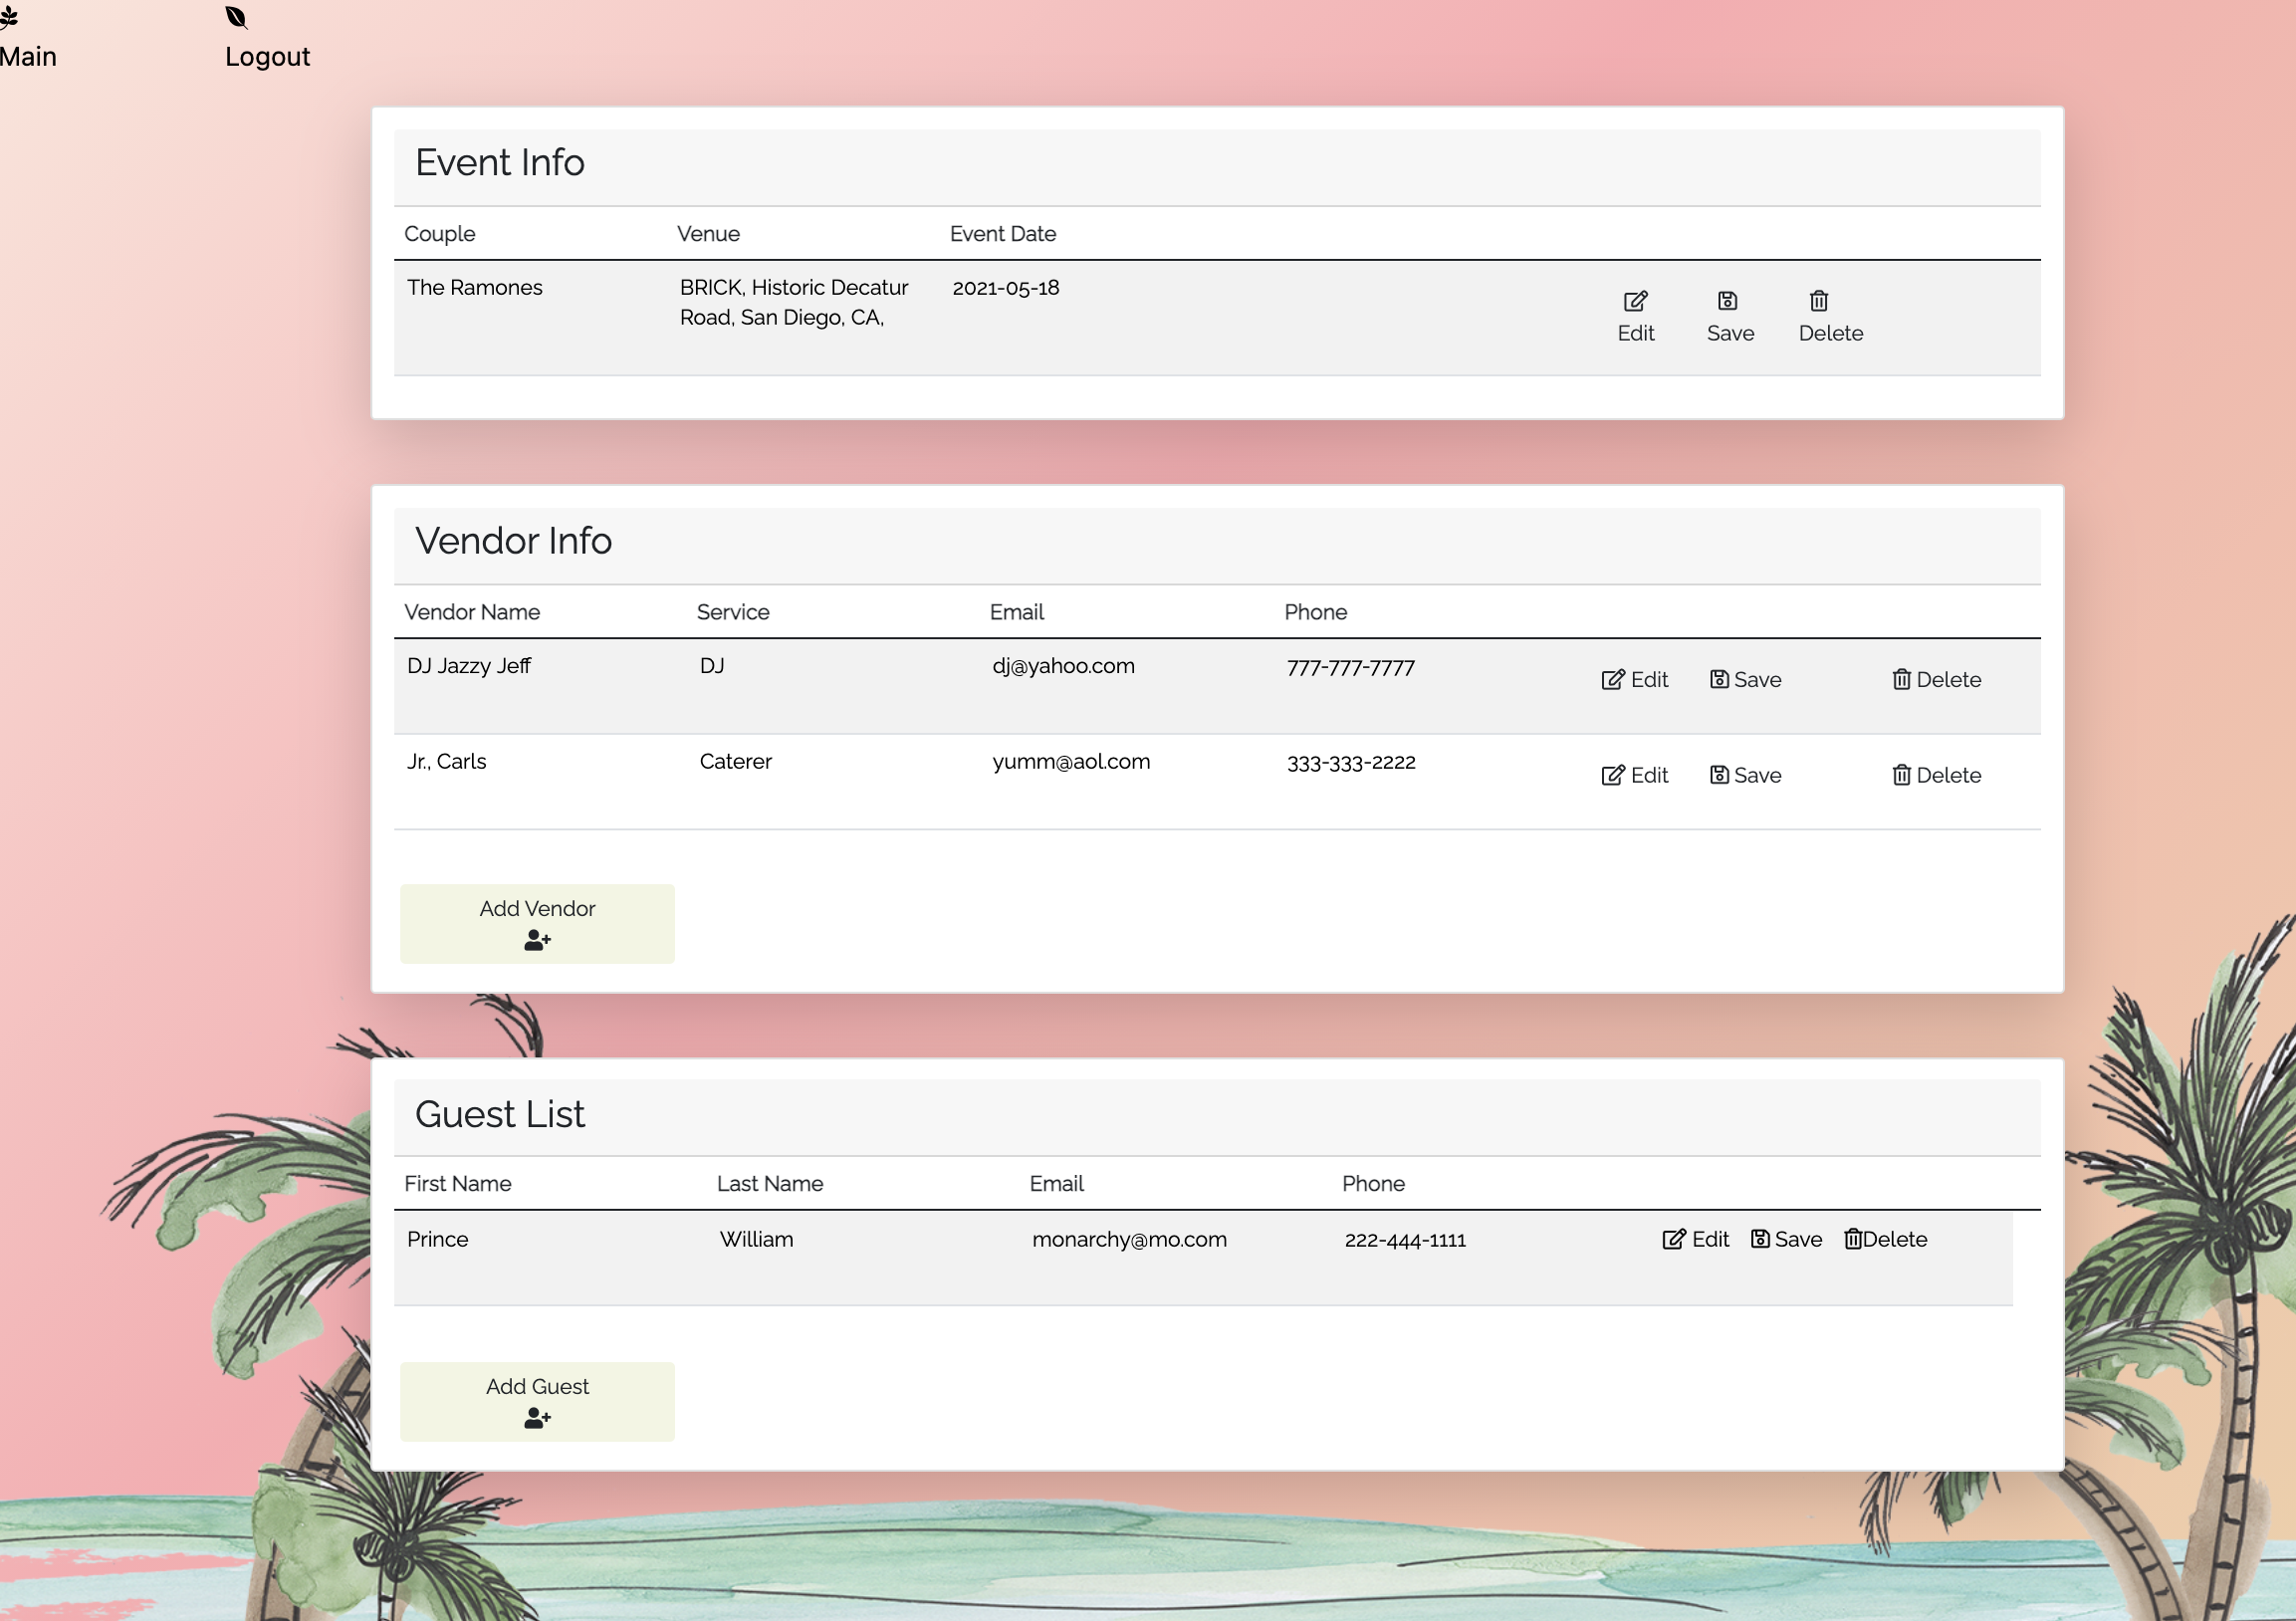 Main Logout
Event Info
Couple Venue Event Date
The Ramones BRICK, Historic Decatur 2021-05-18
Road, San Diego, CA,
Edit Save Delete
Vendor Info
Vendor Name Service Email Phone
DJ Jazzy Jeff DJ dj@yahoo.com 777-777-7777 Edit Save Delete
Jr., Carls Caterer yumm@aol.com 333-333-2222 Edit Save Delete
Add Vendor
Guest List
First Name Last Name Email Phone
Prince William monarchy@mo.com 222-444-1111 Edit Save Delete
Add Guest